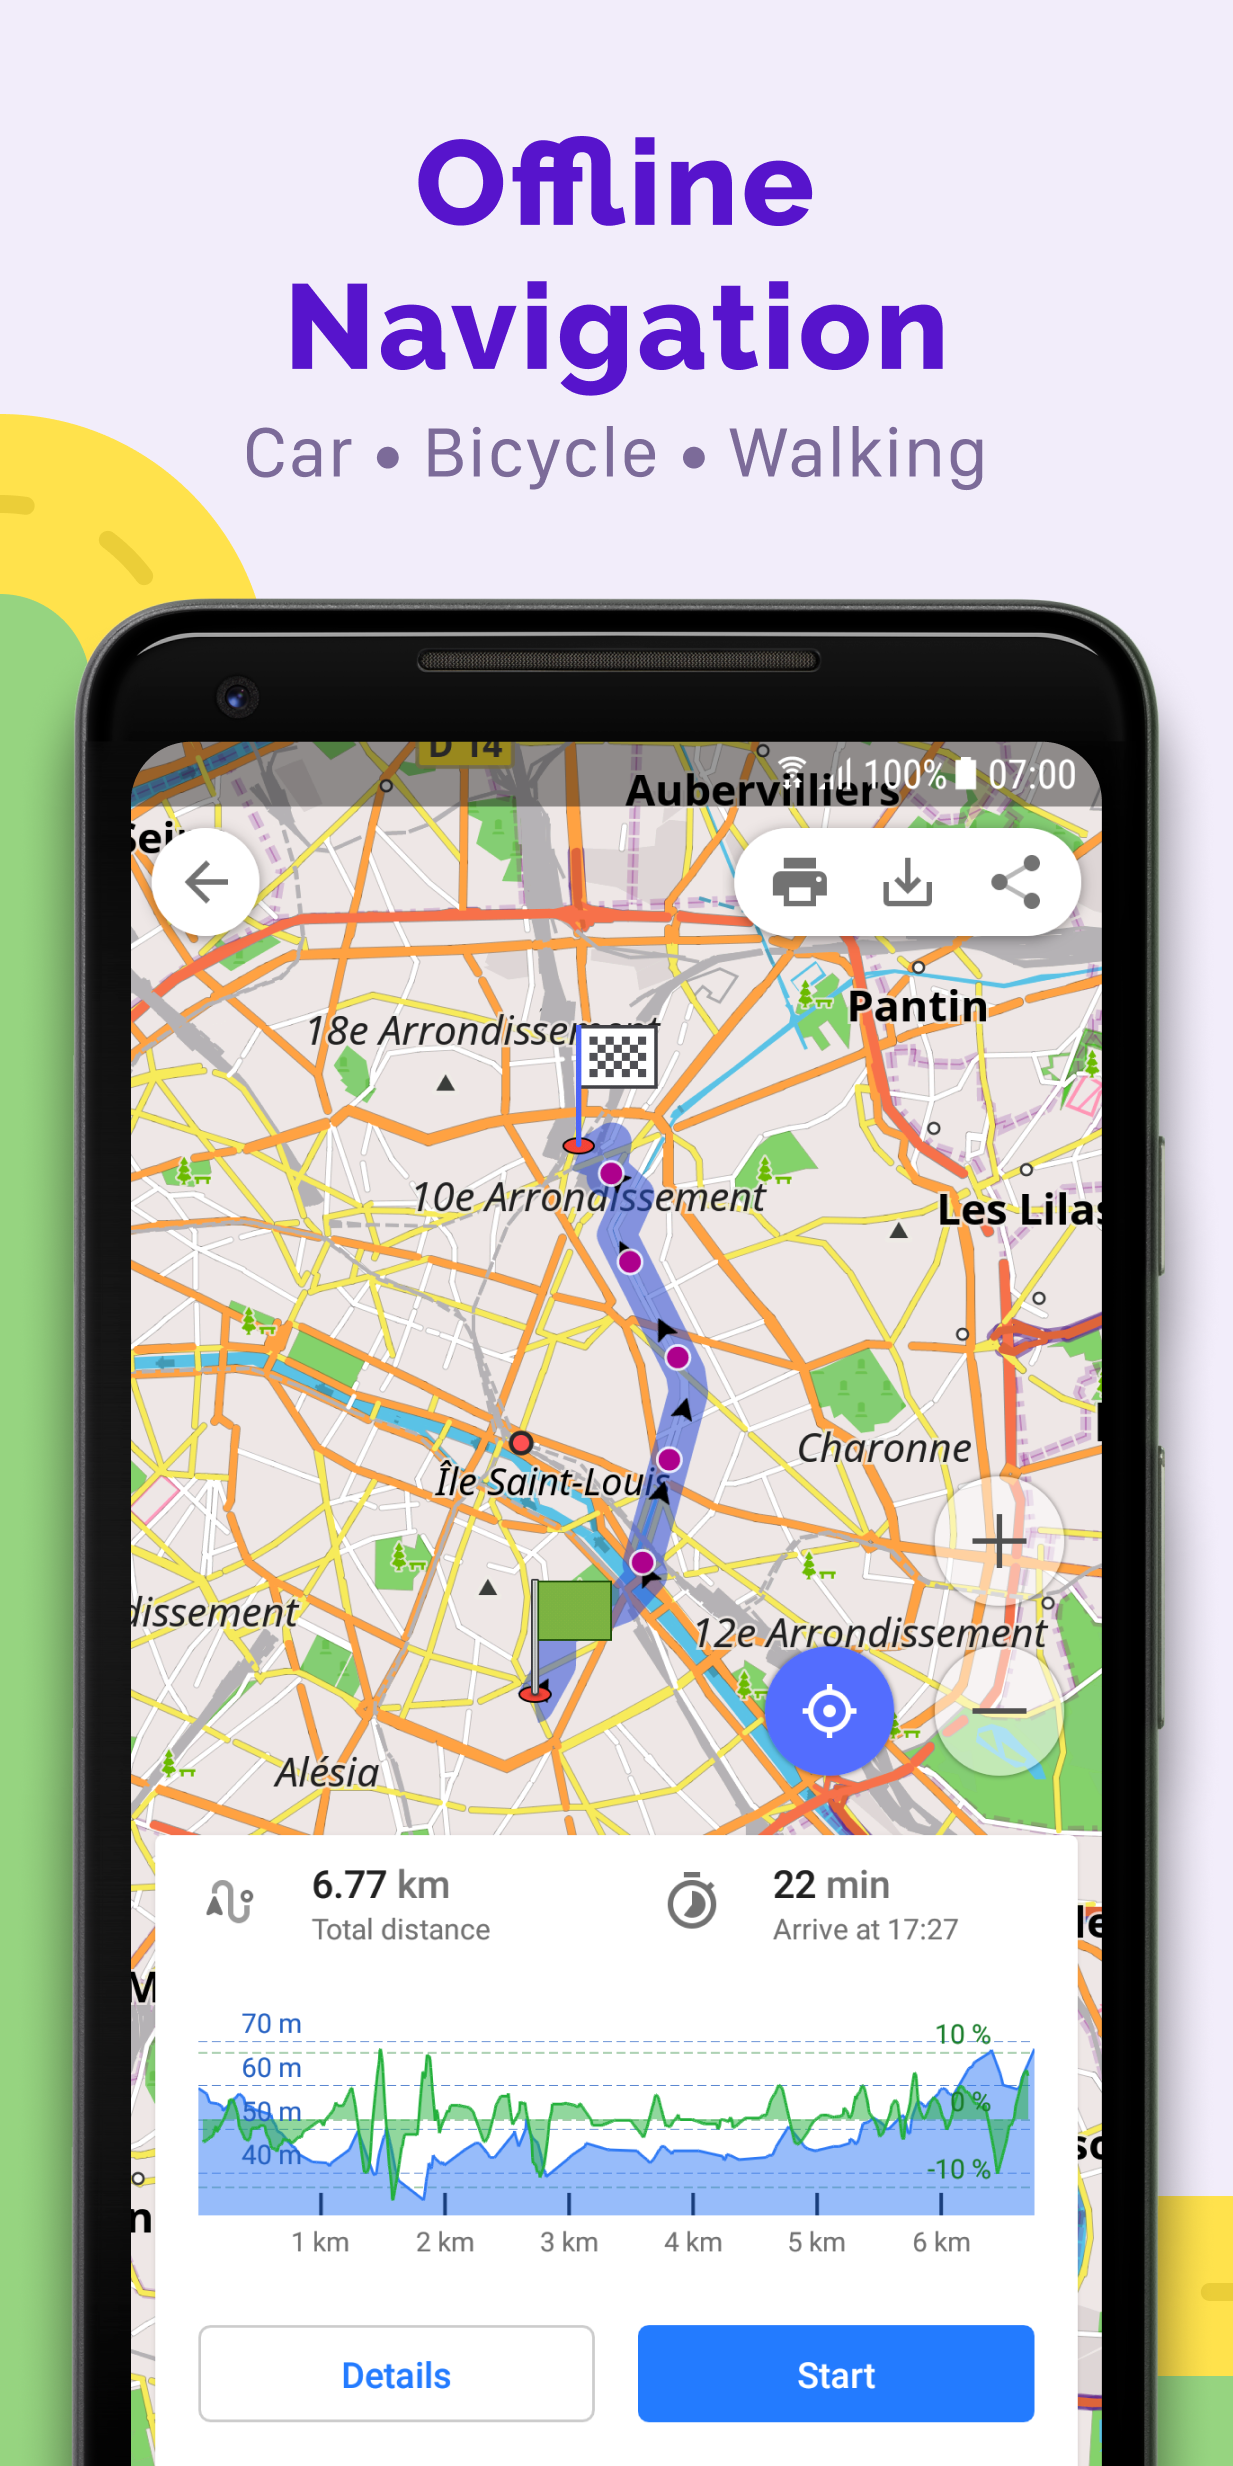 Offline
Navigation
Car • Bicycle • Walking
D 14
100% 07:00
Aubervilliers
18e Arrondissement
Pantin
10e Arrondissement
Les Lilas
Charonne
Île Saint-Louis
dissement
12e Arrondissement
Alésia
6.77 km
Total distance
22 min
Arrive at 17:27
70 m
60 m
50 m
40 m
10 %
0%
-10 %
1 km 2 km 3 km 4 km 5 km 6 km
Details
Start